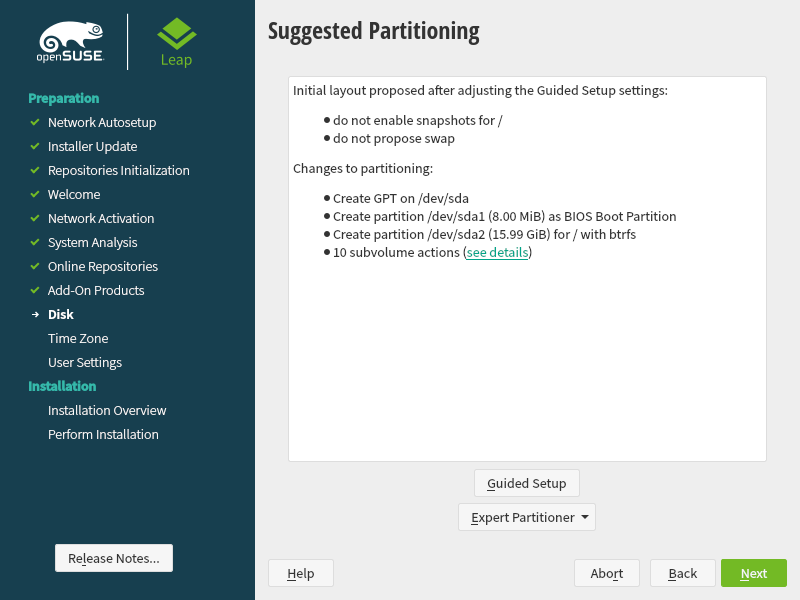 openSUSE
Leap
Preparation
Network Autosetup
Installer Update
Repositories Initialization
Welcome
Network Activation
System Analysis
Online Repositories
Add-On Products
Disk
Time Zone
User Settings
Installation
Installation Overview
Perform Installation
Release Notes...
Suggested Partitioning
Initial layout proposed after adjusting the Guided Setup settings:
do not enable snapshots for /
do not propose swap
Changes to partitioning:
Create GPT on /dev/sda
Create partition /dev/sda1 (8.00 MiB) as BIOS Boot Partition
Create partition /dev/sda2 (15.99 GiB) for / with btrfs
10 subvolume actions (see details)
Guided Setup
Expert Partitioner
Help
Abort
Back
Next